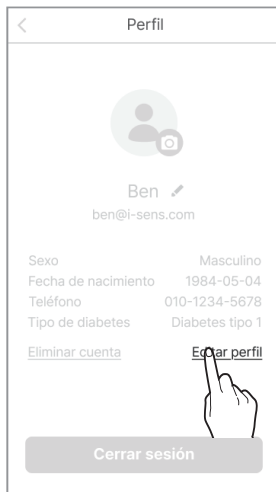 Perfil
Ben
ben@i-sens.com
Sexo Masculino
Fecha de nacimiento 1984-05-04
Teléfono 010-1234-5678
Tipo de diabetes Diabetes tipo 1
Eliminar cuenta Editar perfil
Cerrar sesión